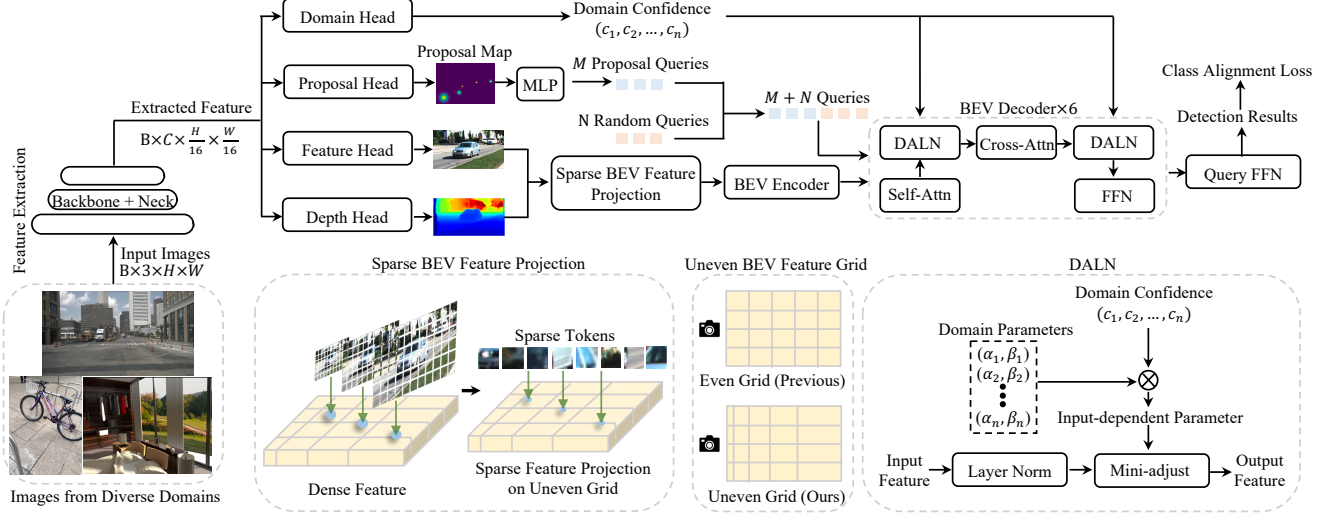 Domain Head
Domain Confidence
(c₁, c₂, …, cₙ)
Proposal Map
Proposal Head
MLP
M Proposal Queries
N Random Queries
M + N Queries
Extracted Feature
B×C×H/16×W/16
Feature Head
Depth Head
Sparse BEV Feature
Projection
BEV Encoder
BEV Decoder×6
DALN
Cross-Attn
DALN
Self-Attn
FFN
Class Alignment Loss
Detection Results
Query FFN
Feature Extraction
Backbone + Neck
Input Images
B×3×H×W
Images from Diverse Domains
Sparse BEV Feature Projection
Sparse Tokens
Dense Feature
Sparse Feature Projection
on Uneven Grid
Uneven BEV Feature Grid
Even Grid (Previous)
Uneven Grid (Ours)
DALN
Domain Confidence
(c₁, c₂, …, cₙ)
Domain Parameters
(α₁, β₁)
(α₂, β₂)
(αₙ, βₙ)
Input-dependent Parameter
Input
Feature
Layer Norm
Mini-adjust
Output
Feature